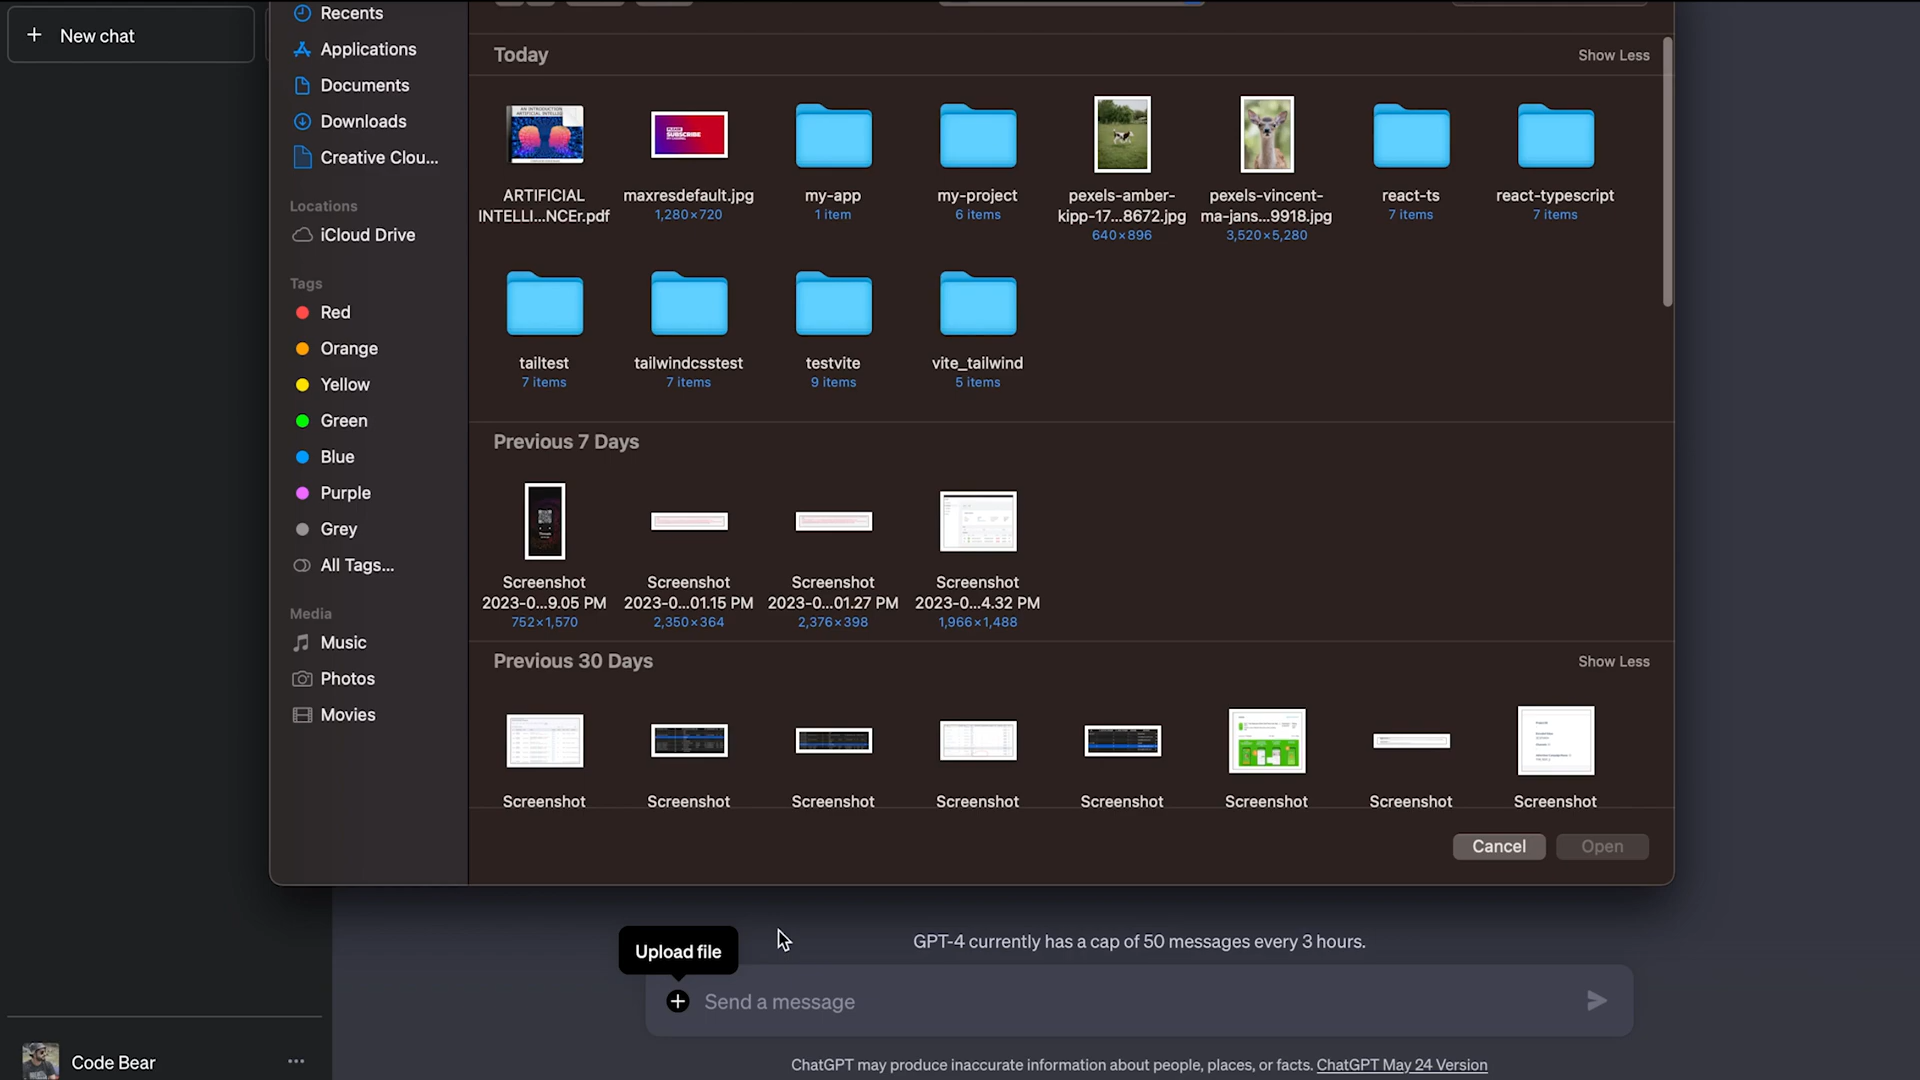 New chat
Recents
Applications
Documents
Downloads
Creative Clou...
Locations
iCloud Drive
Tags
Red
Orange
Yellow
Green
Blue
Purple
Grey
All Tags...
Media
Music
Photos
Movies
Today
Show Less
ARTIFICIAL
INTELLI...NCEr.pdf
SUBSCRIBE
maxresdefault.jpg
1,280×720
my-app
1 item
my-project
6 items
pexels-amber-
kipp-17...8672.jpg
640×896
pexels-vincent-
ma-jans...9918.jpg
3,520×5,280
react-ts
7 items
react-typescript
7 items
tailtest
7 items
tailwindcsstest
7 items
testvite
9 items
vite_tailwind
5 items
Previous 7 Days
Screenshot
2023-0...9.05 PM
752×1,570
Screenshot
2023-0...01.15 PM
2,350×364
Screenshot
2023-0...01.27 PM
2,376×398
Screenshot
2023-0...4.32 PM
1,966×1,488
Previous 30 Days
Show Less
Screenshot
Screenshot
Screenshot
Screenshot
Screenshot
Screenshot
Screenshot
Screenshot
Cancel
Open
Upload file
GPT-4 currently has a cap of 50 messages every 3 hours.
Send a message
Code Bear
ChatGPT may produce inaccurate information about people, places, or facts. ChatGPT May 24 Version